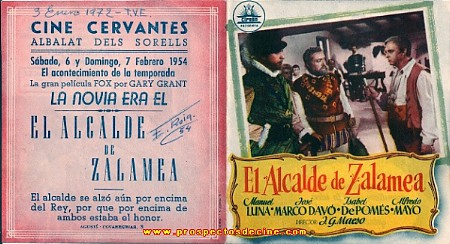 3 Enero 1972 - T.V.E.
CINE CERVANTES
ALBALAT DELS SORELLS
Sábado, 6 y Domingo, 7 Febrero 1954
El acontecimiento de la temporada
La gran película FOX por GARY GRANT
LA NOVIA ERA EL
EL ALCALDE
DE
ZALAMEA
El alcalde se alzó aún por encima
del Rey, por que por encima de
ambos estaba el honor.
El Alcalde de Zalamea
Manuel José Isabel Alfredo
LUNA * MARCO DAVÓ * DE POMÉS * MAYO
DIRECTOR J. G. Maeso
www.prospectosdecine.com